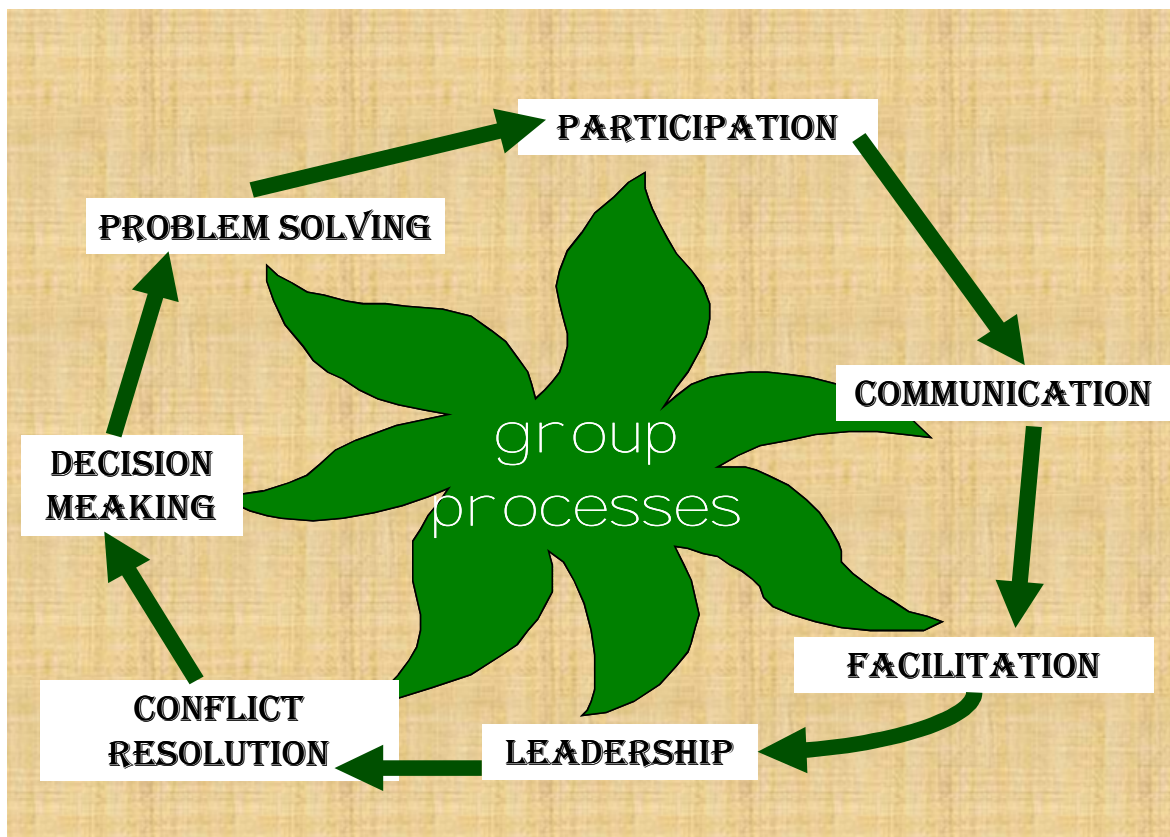 PARTICIPATION
PROBLEM SOLVING
COMMUNICATION
group
processes
DECISION
MEAKING
FACILITATION
CONFLICT
RESOLUTION
LEADERSHIP